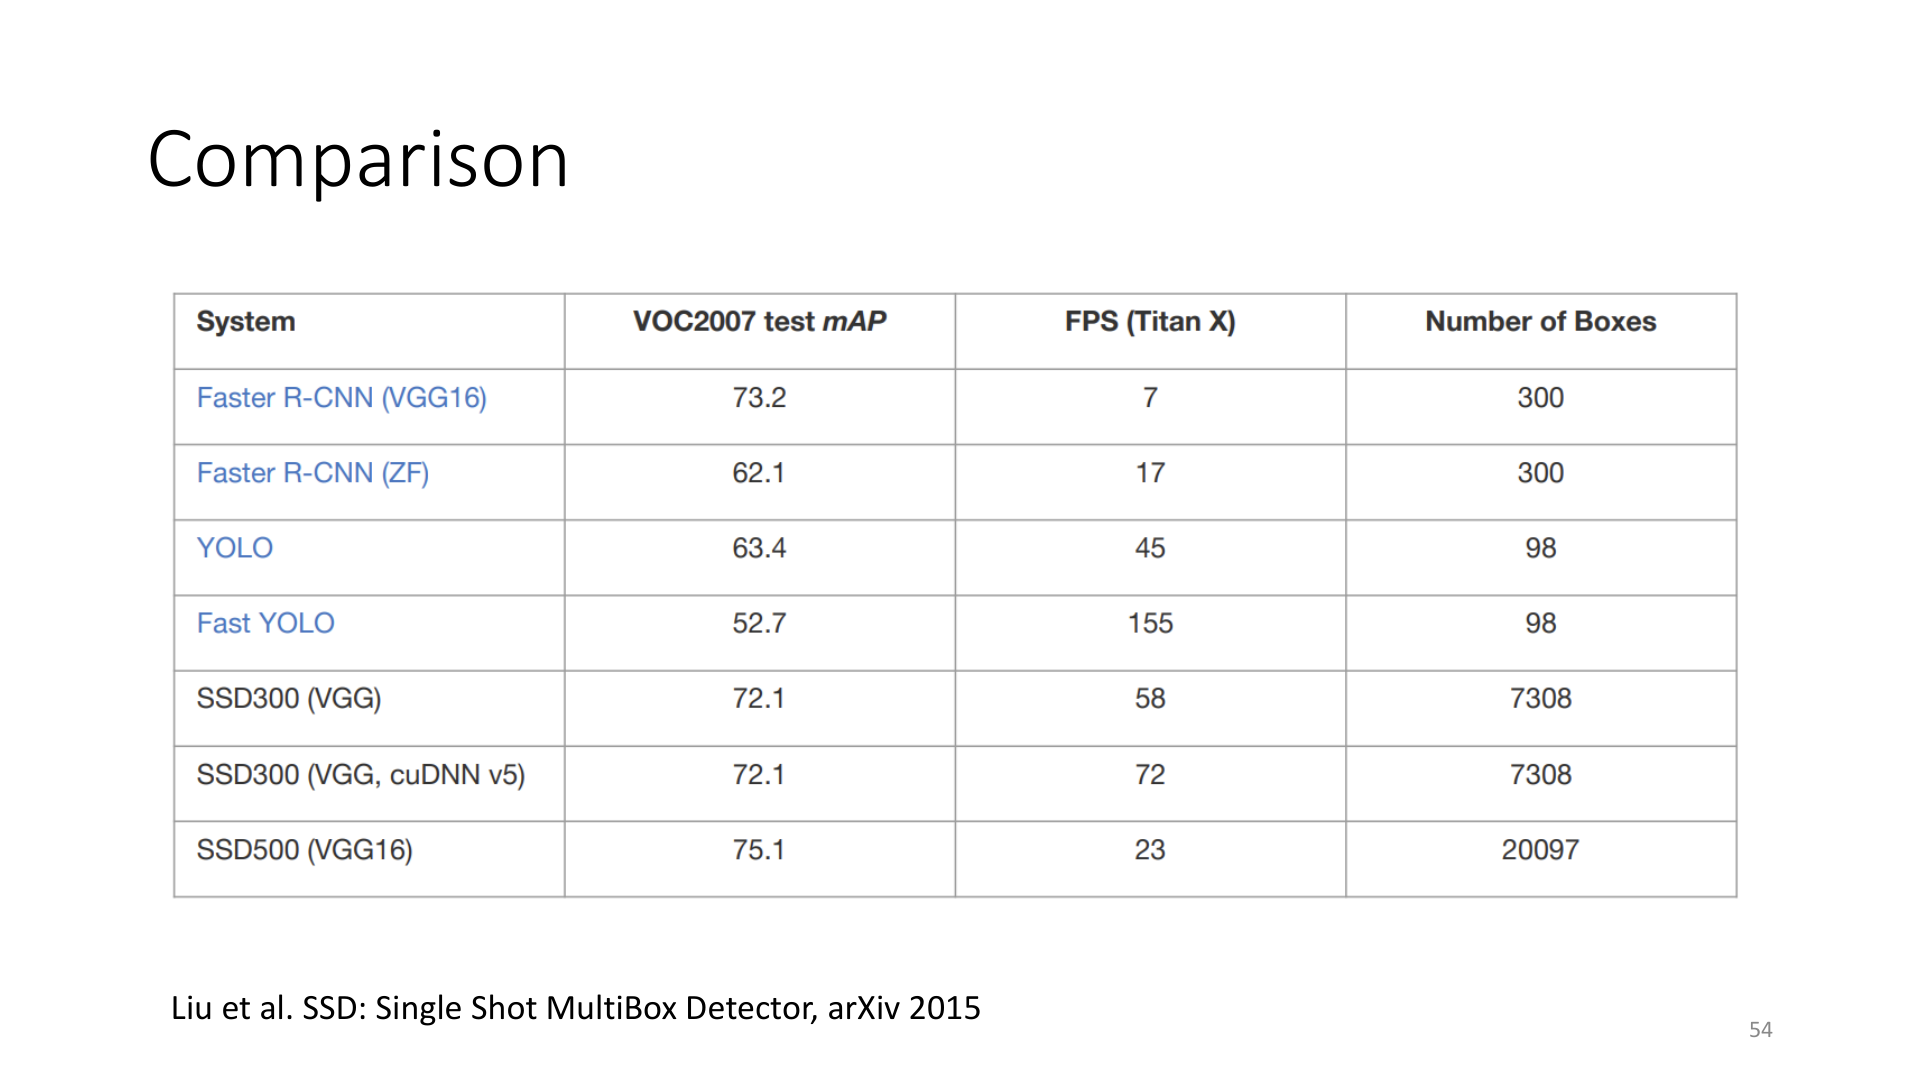 Comparison
System VOC2007 test mAP FPS (Titan X) Number of Boxes
Faster R-CNN (VGG16) 73.2 7 300
Faster R-CNN (ZF) 62.1 17 300
YOLO 63.4 45 98
Fast YOLO 52.7 155 98
SSD300 (VGG) 72.1 58 7308
SSD300 (VGG, cuDNN v5) 72.1 72 7308
SSD500 (VGG16) 75.1 23 20097
Liu et al. SSD: Single Shot MultiBox Detector, arXiv 2015
54